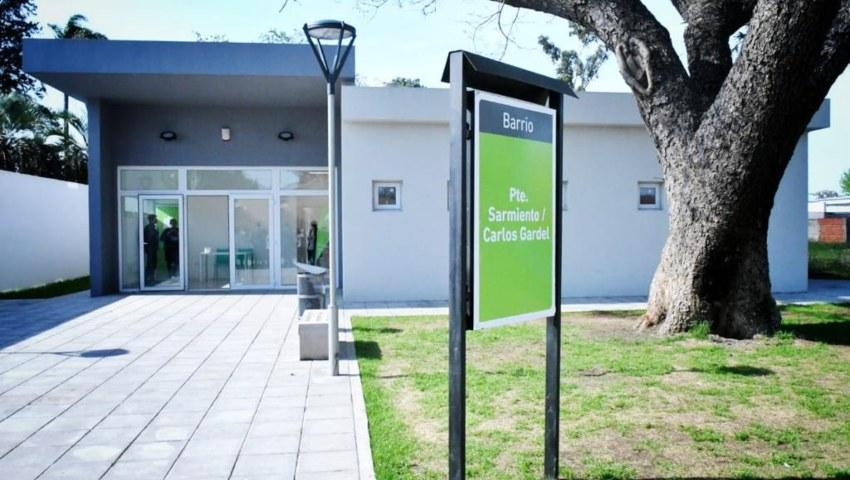 Barrio
Pte.
Sarmiento /
Carlos Gardel